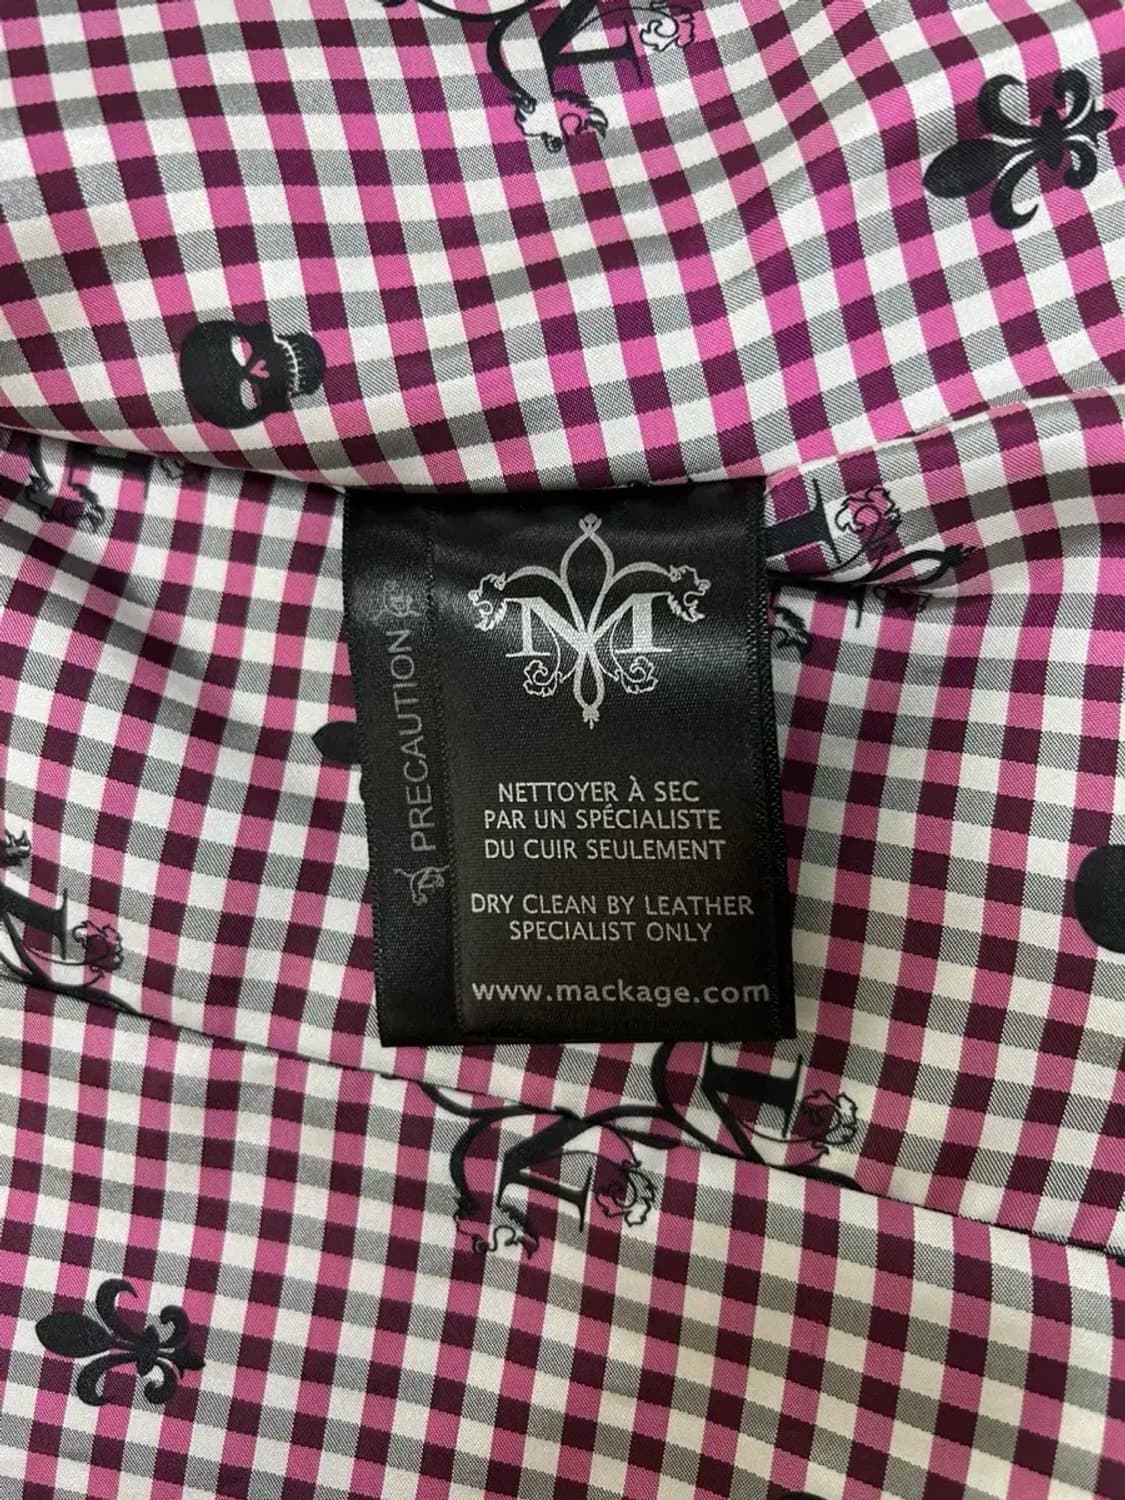 PRECAUTION
M
NETTOYER À SEC
PAR UN SPÉCIALISTE
DU CUIR SEULEMENT
DRY CLEAN BY LEATHER
SPECIALIST ONLY
www.mackage.com